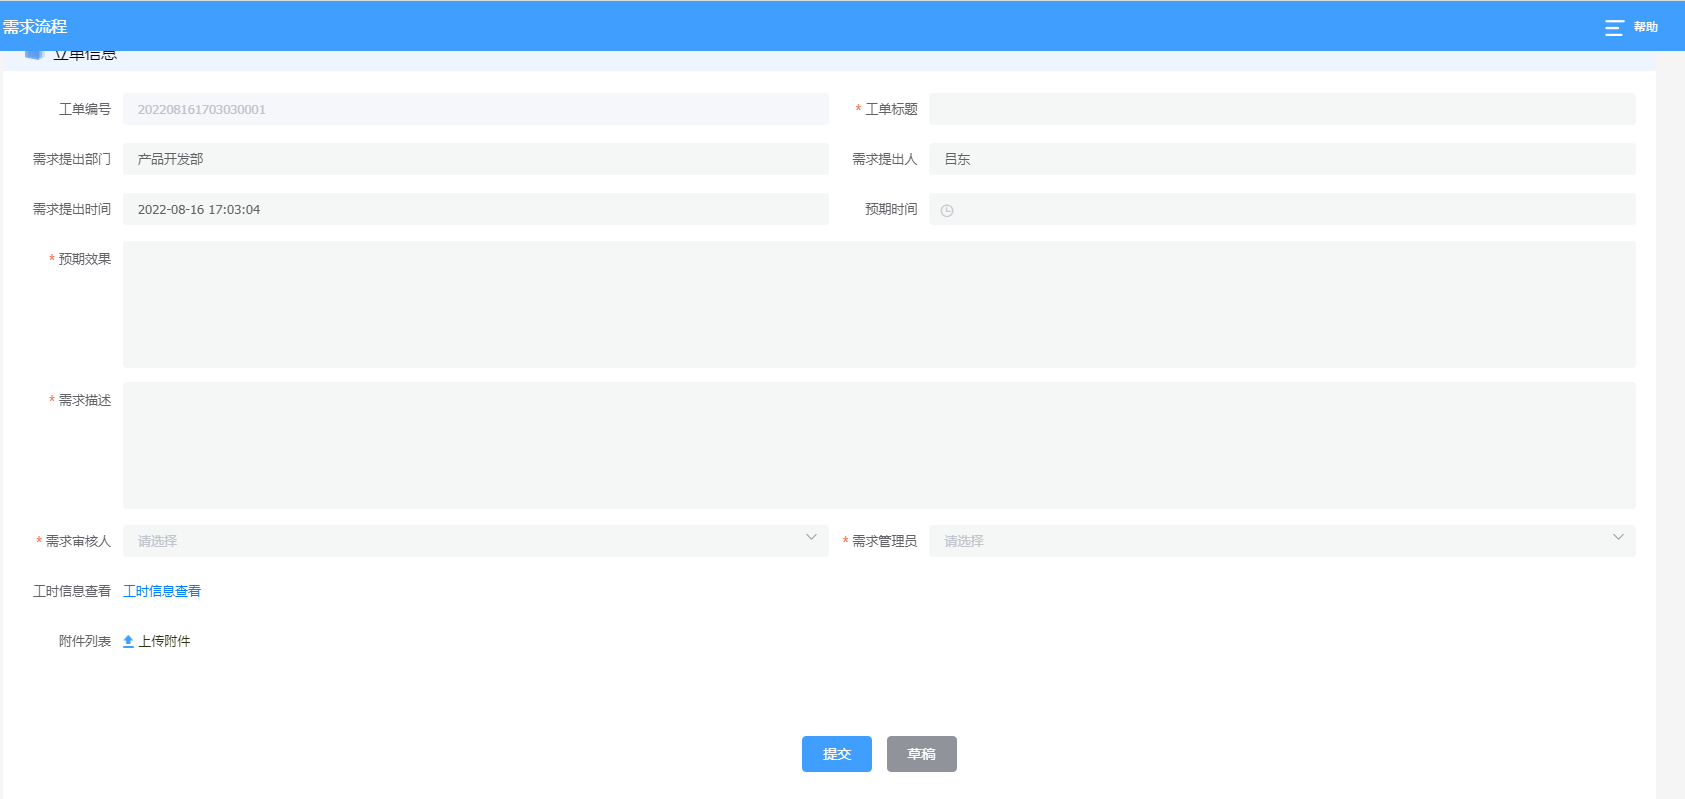 需求流程
帮助
立单信息
工单编号 202208161703030001
* 工单标题
需求提出部门 产品开发部
需求提出人 吕东
需求提出时间 2022-08-16 17:03:04
预期时间
* 预期效果
* 需求描述
* 需求审核人 请选择
* 需求管理员 请选择
工时信息查看 工时信息查看
附件列表 上传附件
提交
草稿